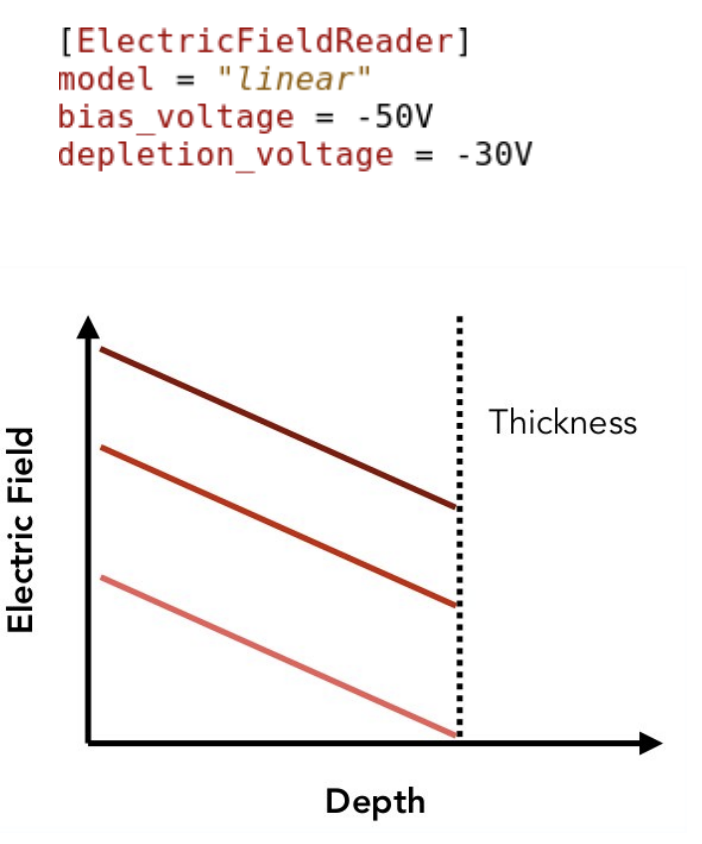 [ElectricFieldReader]
model = "linear"
bias_voltage = -50V
depletion_voltage = -30V
Thickness
Electric Field
Depth